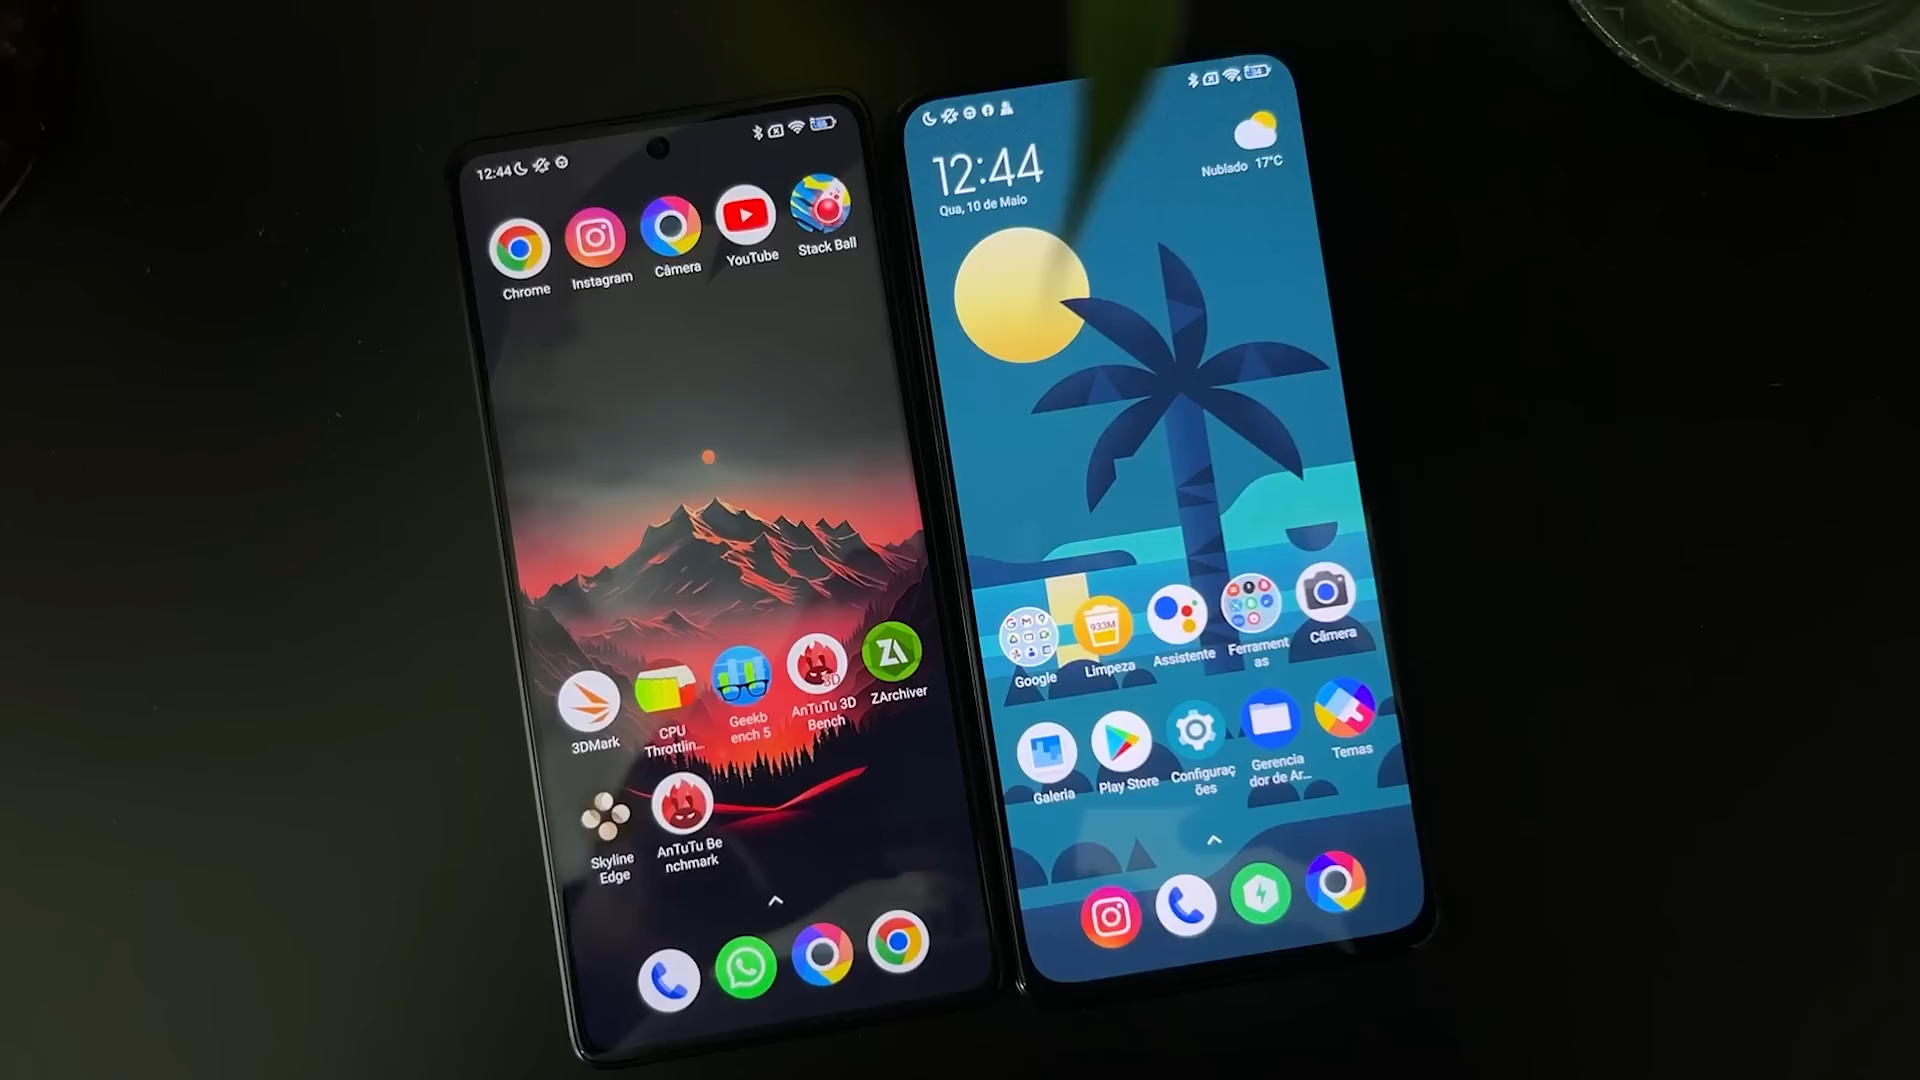 12:44
Chrome
Instagram
Câmera
YouTube
Stack Ball
3DMark
CPU
Throttlin...
Geekb
ench 5
AnTuTu 3D
Bench
3D
ZArchiver
Skyline
Edge
AnTuTu Be
nchmark
12:44
Qua, 10 de Maio
Nublado 17°C
Google
933M
Limpeza
Assistente
Ferrament
as
Câmera
Galeria
Play Store
Configuraç
ões
Gerencia
dor de Ar...
Temas